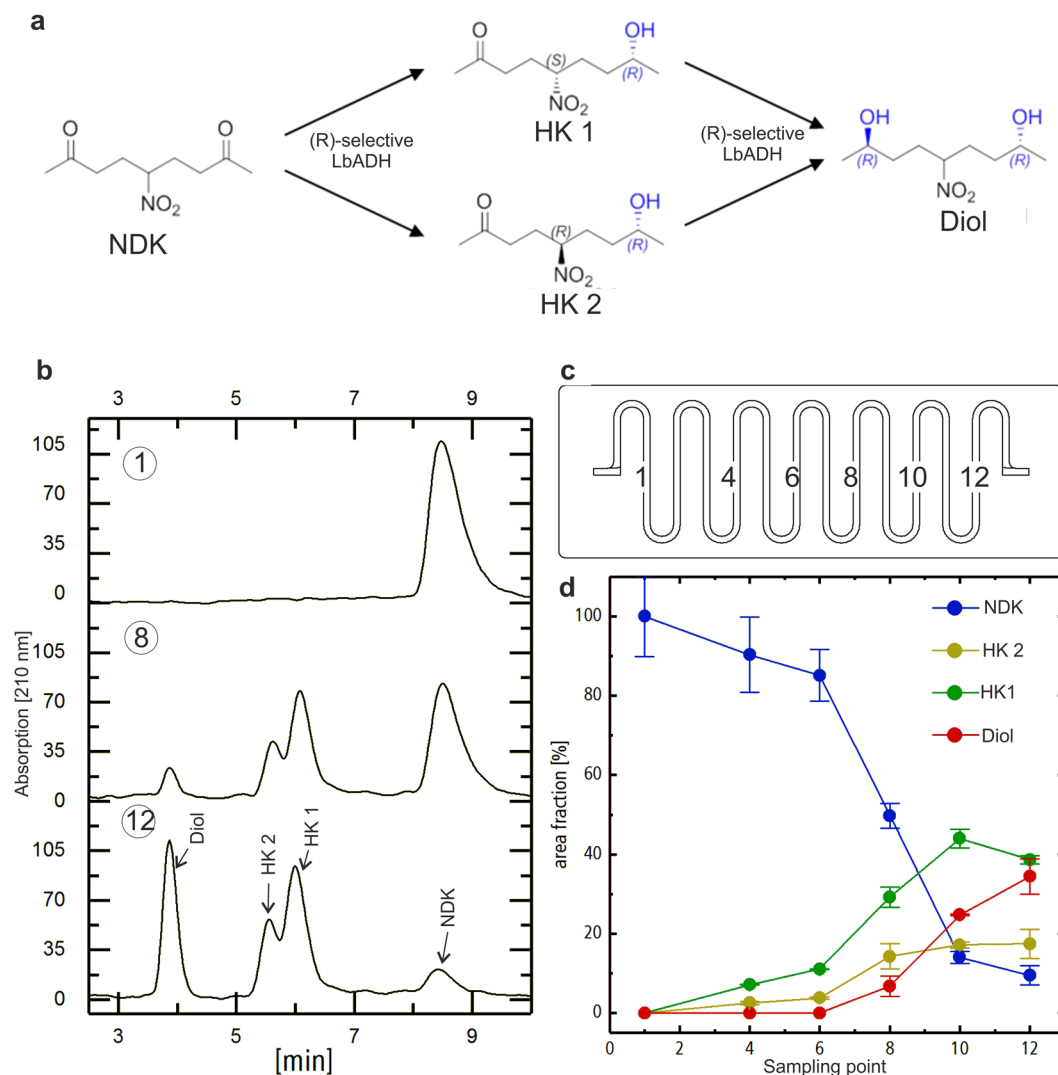 a
O
OH
(S)
(R)
NO₂
HK 1
O
O
NO₂
NDK
(R)-selective
LbADH
(R)-selective
LbADH
O
OH
(R)
(R)
NO₂
HK 2
OH
OH
(R)
(R)
NO₂
Diol
b
3 5 7 9
Absorption [210 nm]
105
70
35
0
1
105
70
35
0
8
105
70
35
0
12
Diol
HK 2
HK 1
NDK
3 5 7 9
[min]
c
1 4 6 8 10 12
d
area fraction [%]
100
80
60
40
20
0
NDK
HK 2
HK1
Diol
0 2 4 6 8 10 12
Sampling point